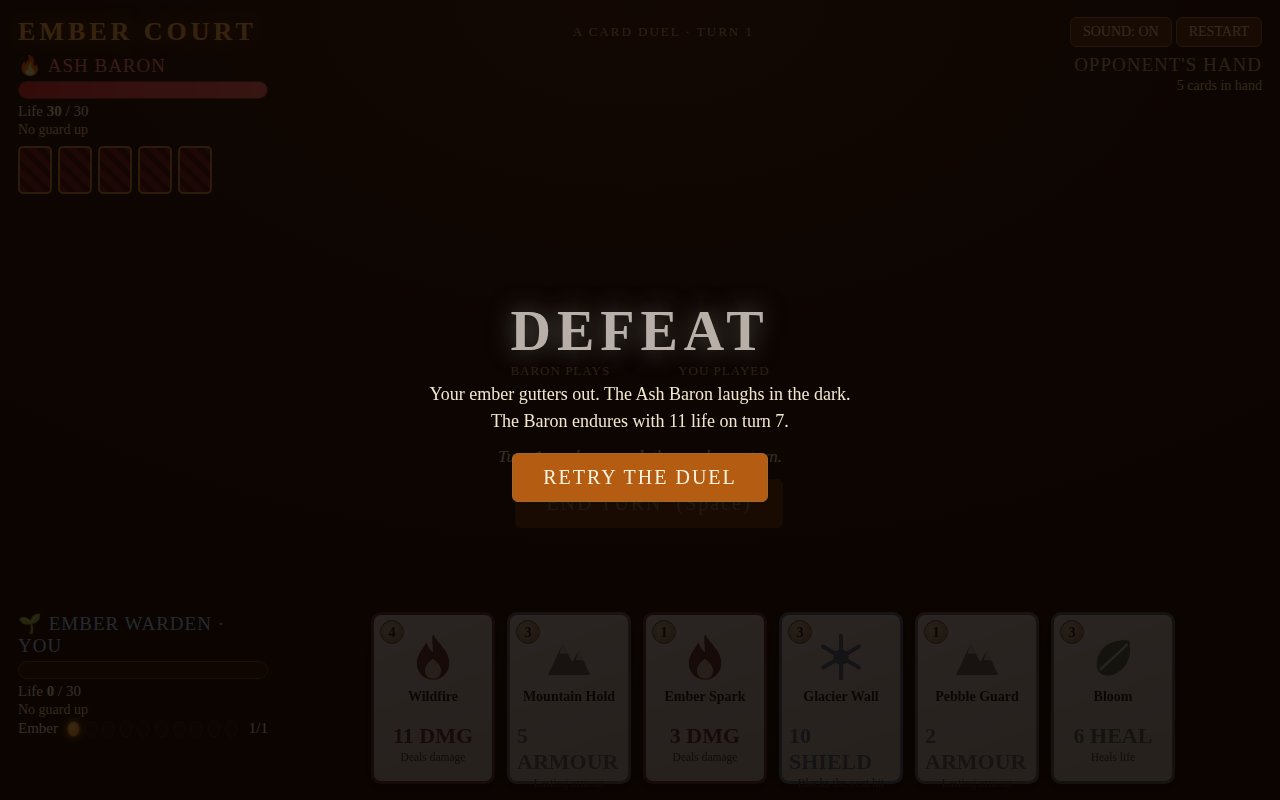 EMBER COURT
A CARD DUEL · TURN 1
SOUND: ON
RESTART
🔥 ASH BARON
OPPONENT'S HAND
5 cards in hand
Life 30 / 30
No guard up
DEFEAT
BARON PLAYS
YOU PLAYED
Your ember gutters out. The Ash Baron laughs in the dark.
The Baron endures with 11 life on turn 7.
RETRY THE DUEL
END TURN (Space)
🌱 EMBER WARDEN ·
YOU
Life 0 / 30
No guard up
Ember 1/1
4
Wildfire
11 DMG
Deals damage
3
Mountain Hold
5
ARMOUR
1
Ember Spark
3 DMG
Deals damage
3
Glacier Wall
10
SHIELD
Blocks the next hit
1
Pebble Guard
2
ARMOUR
3
Bloom
6 HEAL
Heals life